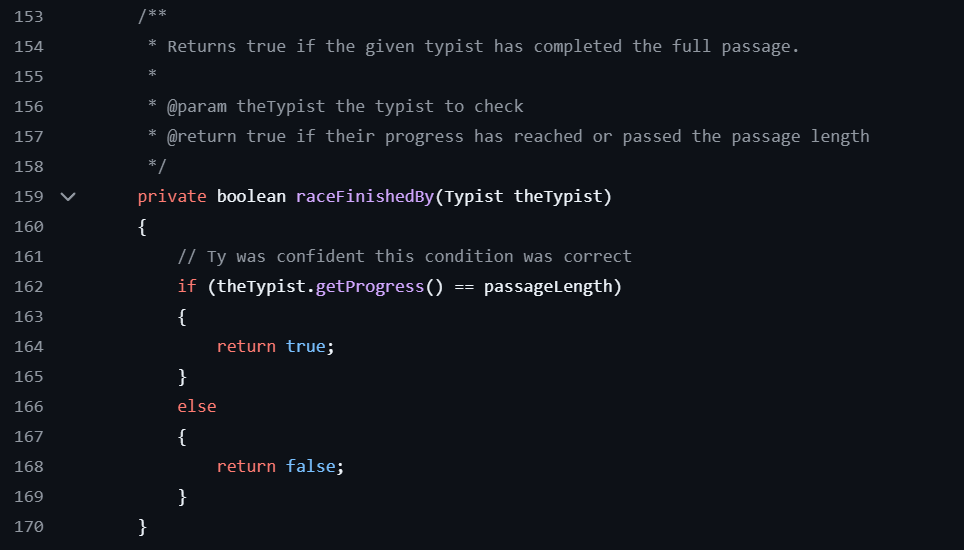 153 /**
154 * Returns true if the given typist has completed the full passage.
155 *
156 * @param theTypist the typist to check
157 * @return true if their progress has reached or passed the passage length
158 */
159 private boolean raceFinishedBy(Typist theTypist)
160 {
161 // Ty was confident this condition was correct
162 if (theTypist.getProgress() == passageLength)
163 {
164 return true;
165 }
166 else
167 {
168 return false;
169 }
170 }